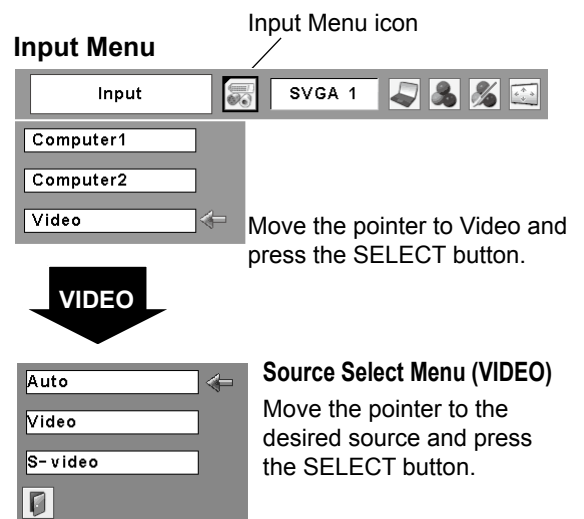 Input Menu icon
Input Menu
Input
SVGA 1
Computer1
Computer2
Video
Move the pointer to Video and
press the SELECT button.
VIDEO
Auto
Video
S-video
Source Select Menu (VIDEO)
Move the pointer to the
desired source and press
the SELECT button.